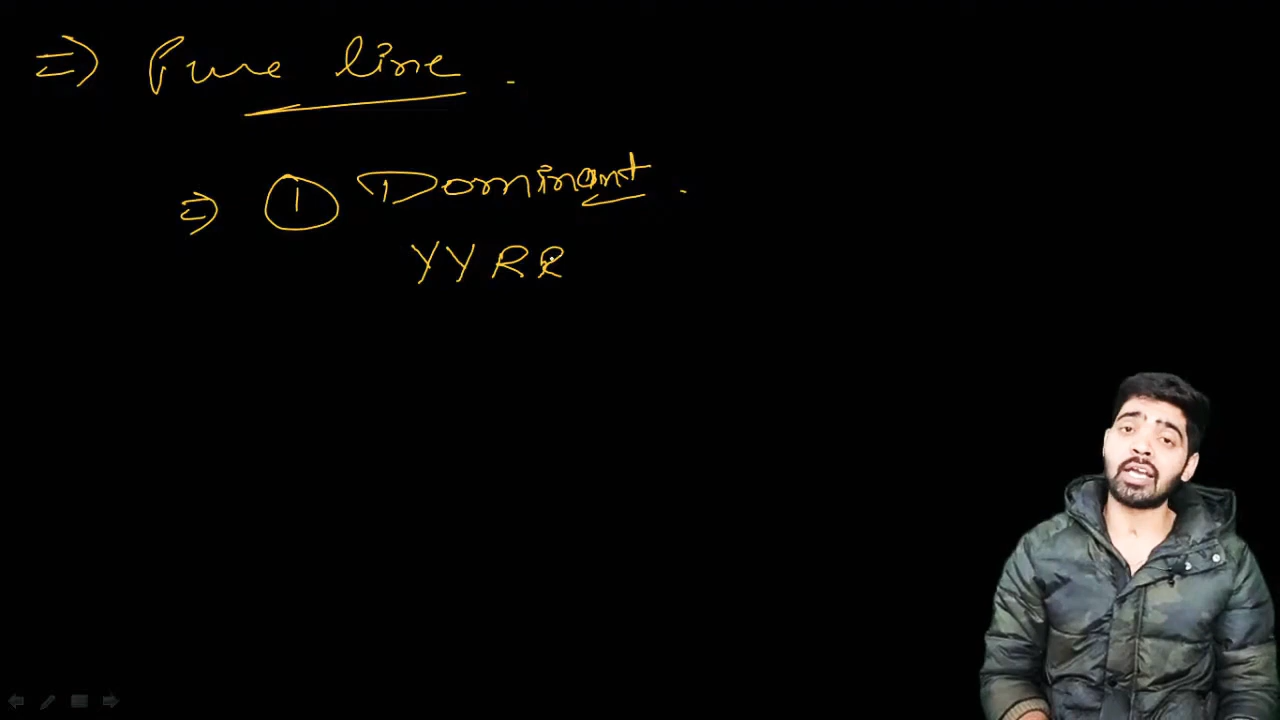 ⇒ Pure line .
⇒ ① Dominant .
YYRR